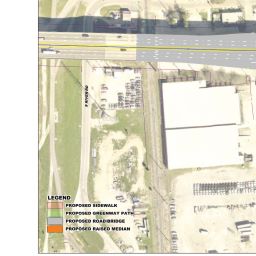 LEGEND
PROPOSED SIDEWALK
PROPOSED GREENWAY PATH
PROPOSED ROAD/BRIDGE
PROPOSED RAISED MEDIAN